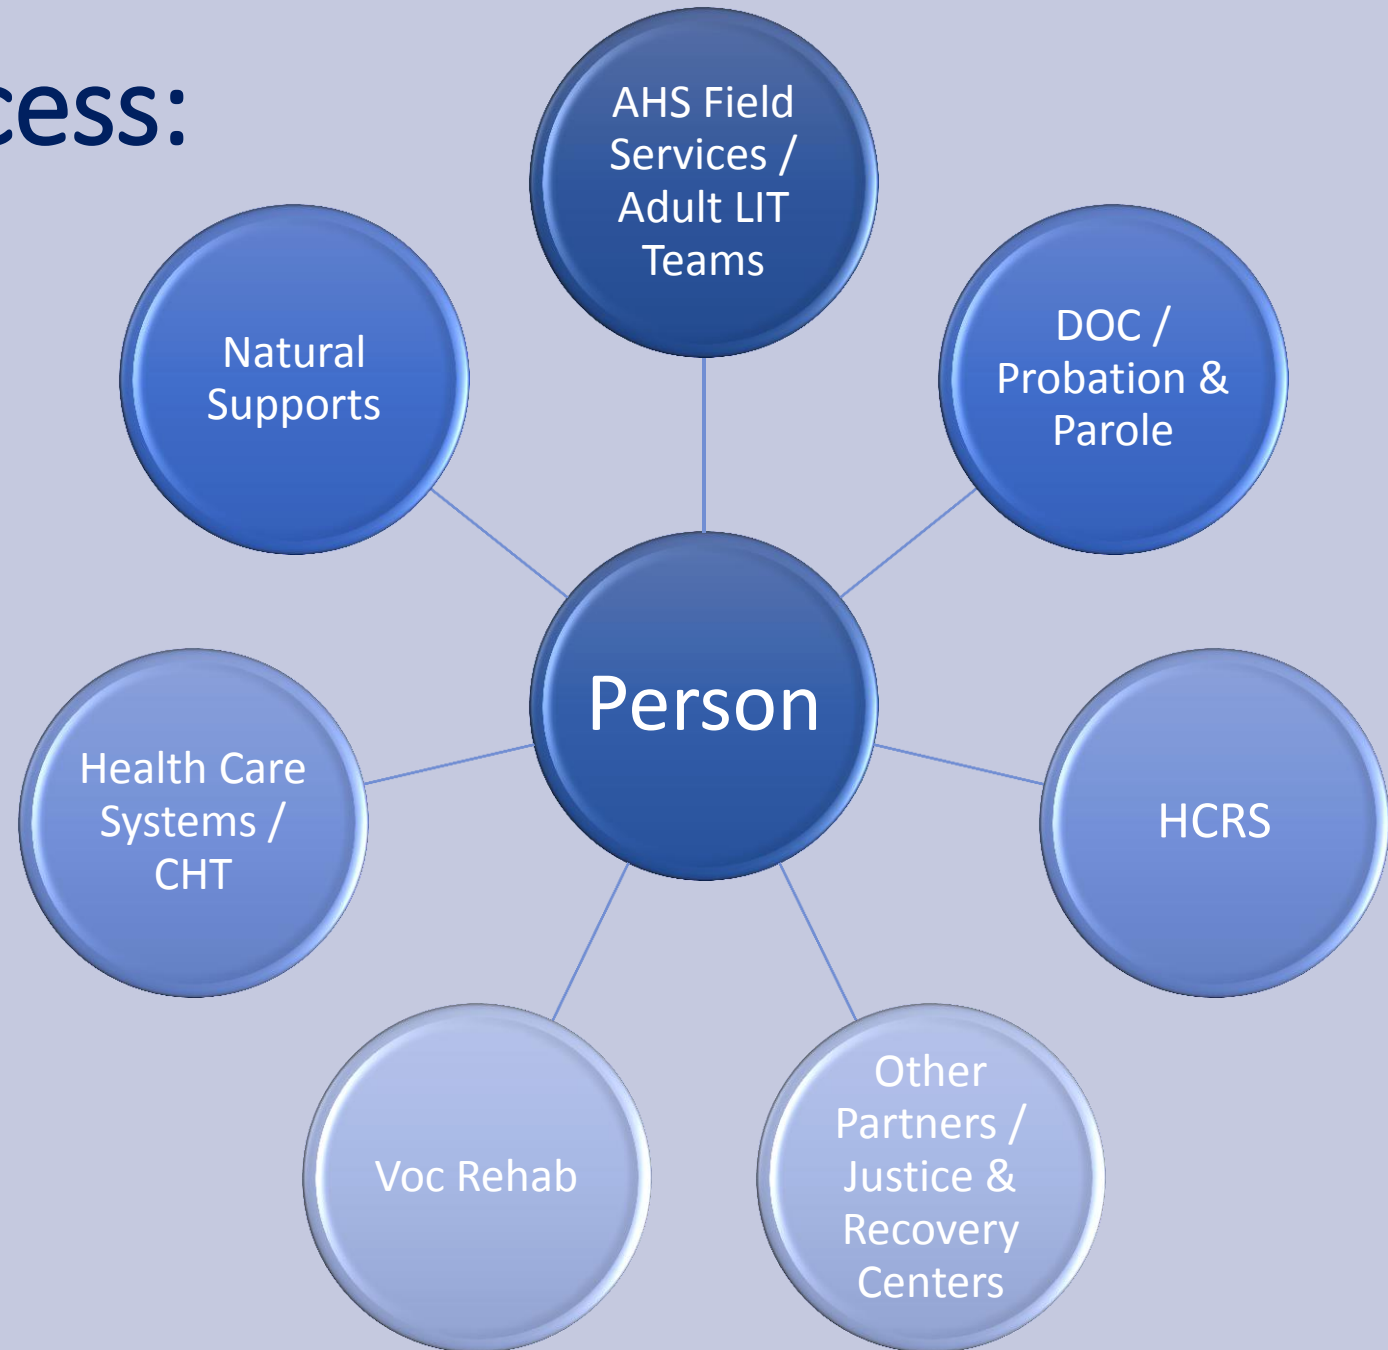 cess:
AHS Field
Services /
Adult LIT
Teams
DOC /
Probation &
Parole
HCRS
Other
Partners /
Justice &
Recovery
Centers
Voc Rehab
Health Care
Systems /
CHT
Natural
Supports
Person